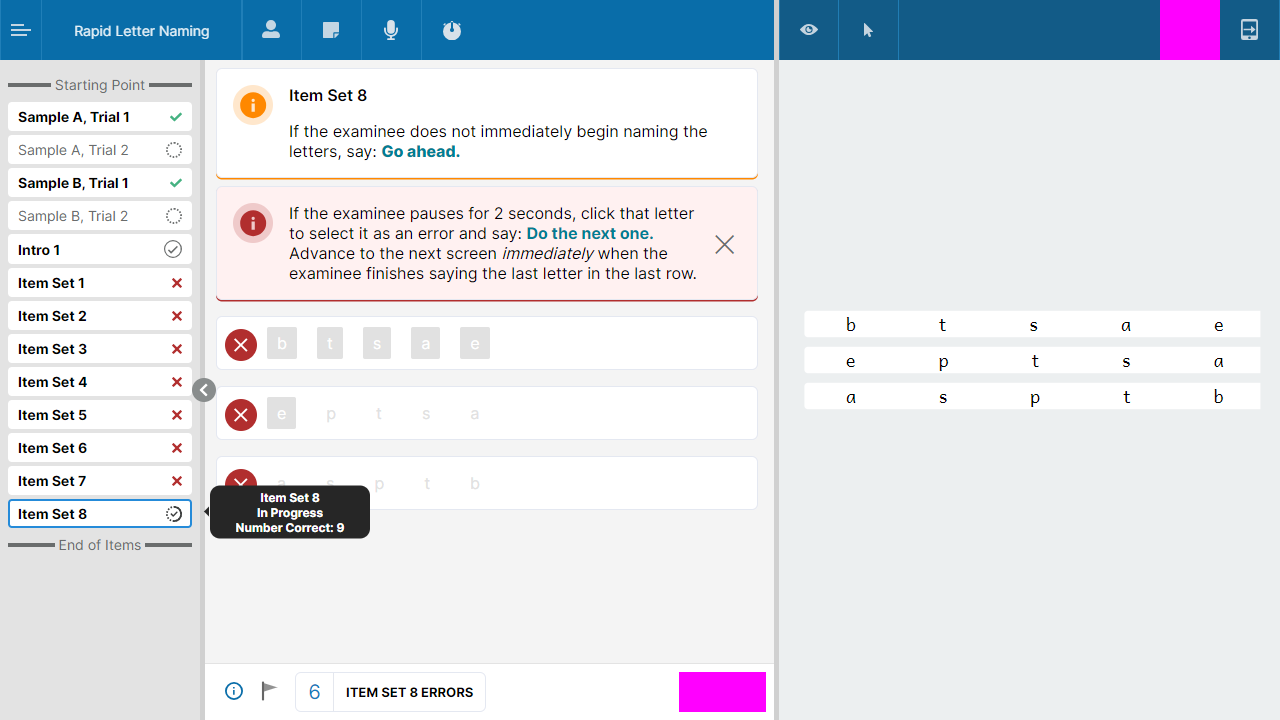 Rapid Letter Naming
Starting Point
Sample A, Trial 1
Sample A, Trial 2
Sample B, Trial 1
Sample B, Trial 2
Intro 1
Item Set 1
Item Set 2
Item Set 3
Item Set 4
Item Set 5
Item Set 6
Item Set 7
Item Set 8
End of Items
Item Set 8
If the examinee does not immediately begin naming the
letters, say: Go ahead.
If the examinee pauses for 2 seconds, click that letter
to select it as an error and say: Do the next one.
Advance to the next screen immediately when the
examinee finishes saying the last letter in the last row.
b t s a e
e p t s a
a s p t b
Item Set 8
In Progress
Number Correct: 9
6 ITEM SET 8 ERRORS
b t s a e
e p t s a
a s p t b